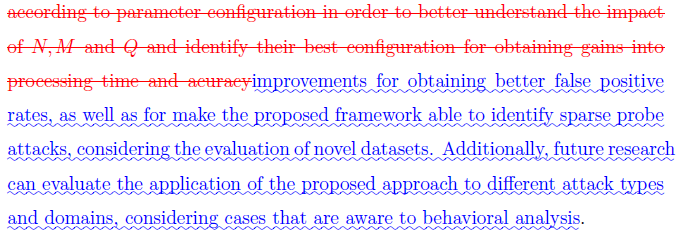 according to parameter configuration in order to better understand the impact
of N, M and Q and identify their best configuration for obtaining gains into
processing time and acuracyimprovements for obtaining better false positive
rates, as well as for make the proposed framework able to identify sparse probe
attacks, considering the evaluation of novel datasets. Additionally, future research
can evaluate the application of the proposed approach to different attack types
and domains, considering cases that are aware to behavioral analysis.